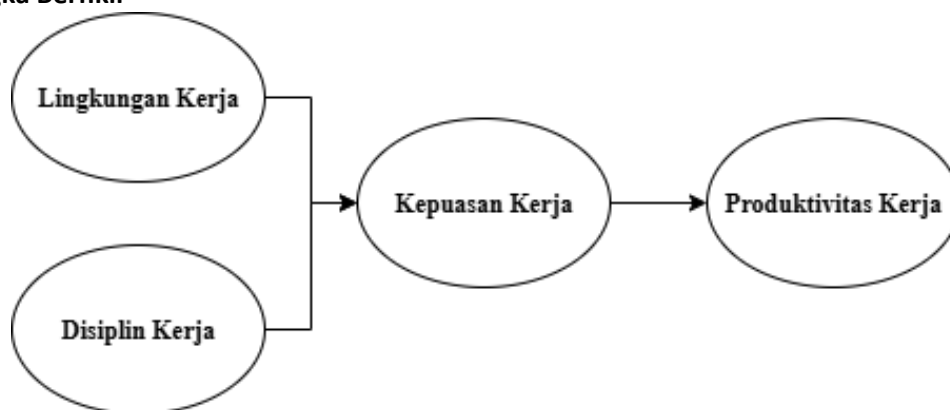 Lingkungan Kerja
Kepuasan Kerja
Produktivitas Kerja
Disiplin Kerja